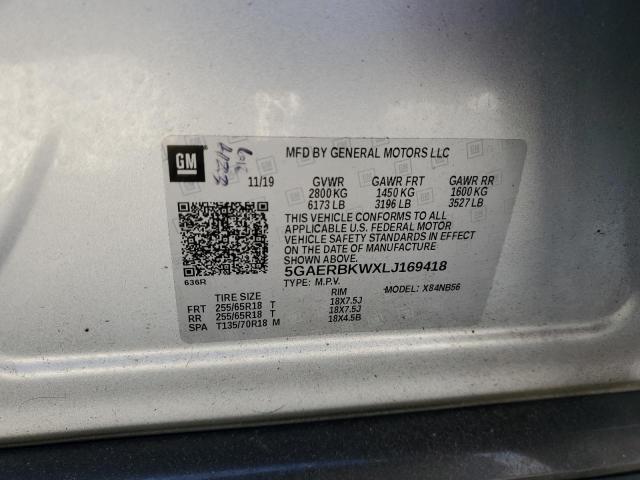 GM
MFD BY GENERAL MOTORS LLC
11/19
GVWR GAWR FRT GAWR RR
2800 KG 1450 KG 1600 KG
6173 LB 3196 LB 3527 LB
THIS VEHICLE CONFORMS TO ALL
APPLICABLE U.S. FEDERAL MOTOR
VEHICLE SAFETY STANDARDS IN EFFECT
ON THE DATE OF MANUFACTURE
5GAERBKWXLJ169418
636R
TYPE: M.P.V. MODEL: X84NB56
TIRE SIZE RIM
FRT 255/65R18 T 18X7.5J
RR 255/65R18 T 18X7.5J
SPA T135/70R18 M 18X4.5B